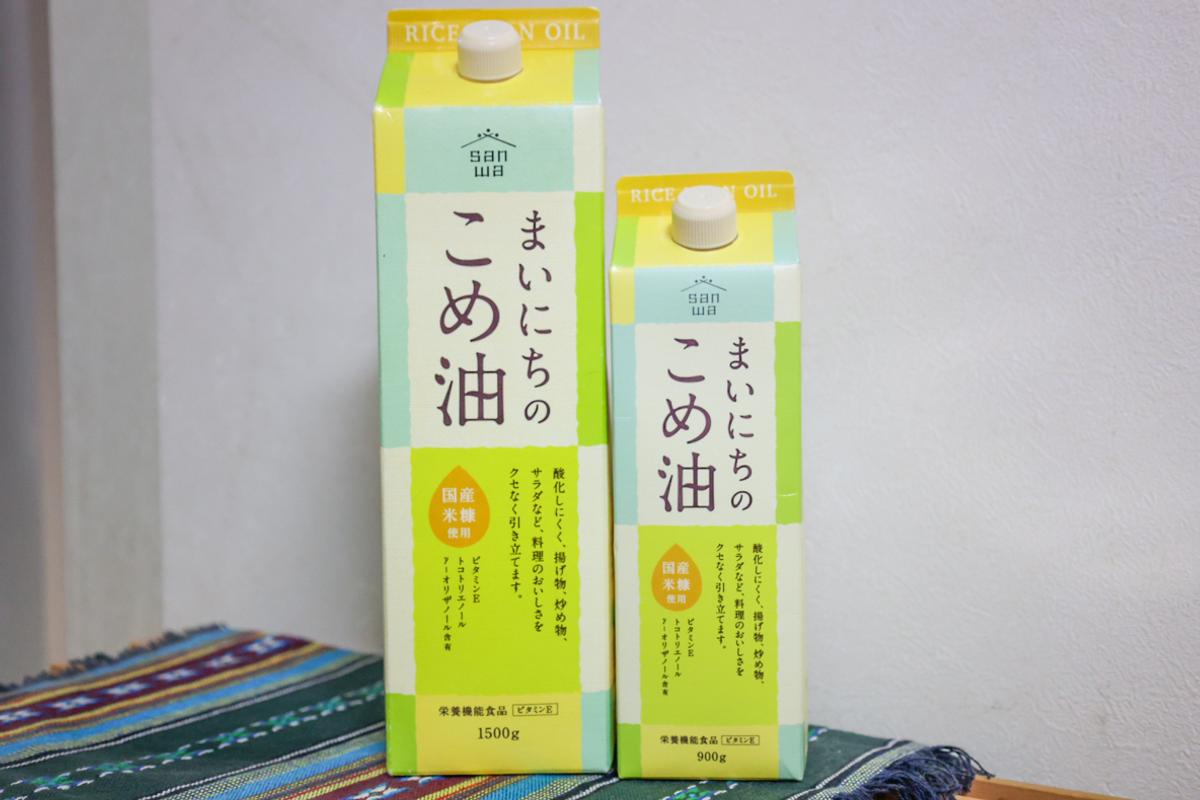 RICE BRAN OIL
san
wa
まいにちの
こめ油
酸化しにくく、揚げ物、炒め物、
サラダなど、料理のおいしさを
クセなく引き立てます。
国産
米糠
使用
ビタミンE
トコトリエノール
γ-オリザノール含有
栄養機能食品 ビタミンE
1500g
RICE BRAN OIL
san
wa
まいにちの
こめ油
酸化しにくく、揚げ物、炒め物、
サラダなど、料理のおいしさを
クセなく引き立てます。
国産
米糠
使用
ビタミンE
トコトリエノール
γ-オリザノール含有
栄養機能食品 ビタミンE
900g